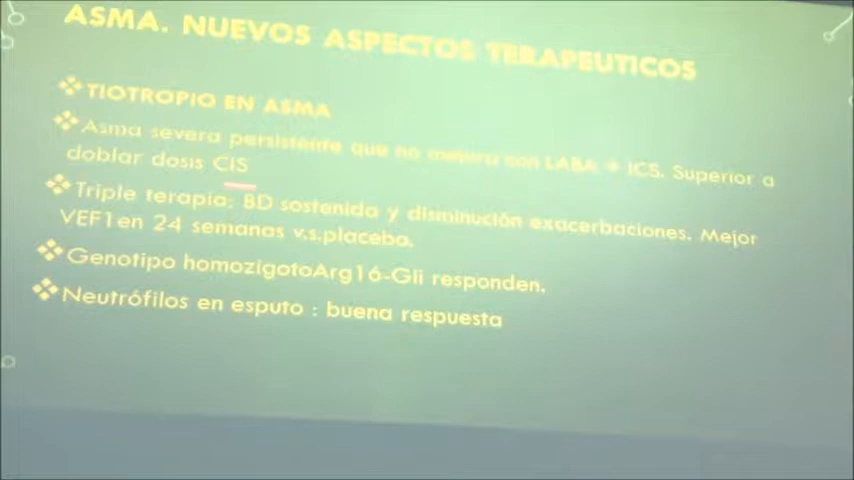 ASMA. NUEVOS ASPECTOS TERAPEUTICOS
TIOTROPIO EN ASMA
Asma severa persistente que no mejora con LABA + ICS. Superior a
doblar dosis CIS
Triple terapia: BD sostenido y disminución exacerbaciones. Mejor
VEF1en 24 semanas v.s.placebo.
Genotipo homozigotoArg16-Gli responden.
Neutrófilos en esputo : buena respuesta